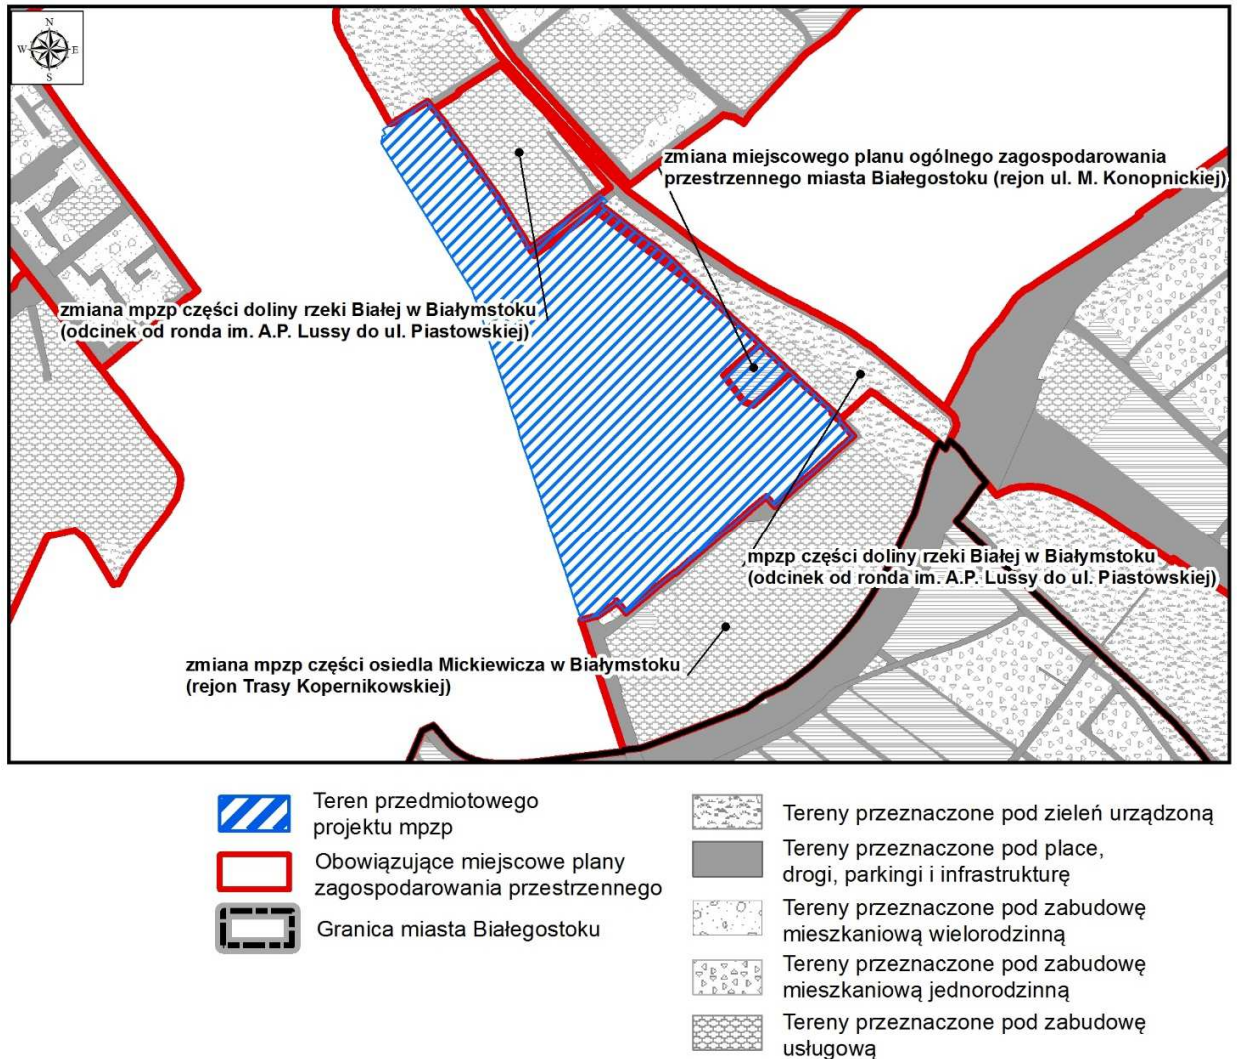 N
W E
S
zmiana miejscowego planu ogólnego zagospodarowania
przestrzennego miasta Białegostoku (rejon ul. M. Konopnickiej)
zmiana mpzp części doliny rzeki Białej w Białymstoku
(odcinek od ronda im. A.P. Lussy do ul. Piastowskiej)
mpzp części doliny rzeki Białej w Białymstoku
(odcinek od ronda im. A.P. Lussy do ul. Piastowskiej)
zmiana mpzp części osiedla Mickiewicza w Białymstoku
(rejon Trasy Kopernikowskiej)
Teren przedmiotowego
projektu mpzp
Obowiązujące miejscowe plany
zagospodarowania przestrzennego
Granica miasta Białegostoku
Tereny przeznaczone pod zieleń urządzoną
Tereny przeznaczone pod place,
drogi, parkingi i infrastrukturę
Tereny przeznaczone pod zabudowę
mieszkaniową wielorodzinną
Tereny przeznaczone pod zabudowę
mieszkaniową jednorodzinną
Tereny przeznaczone pod zabudowę
usługową